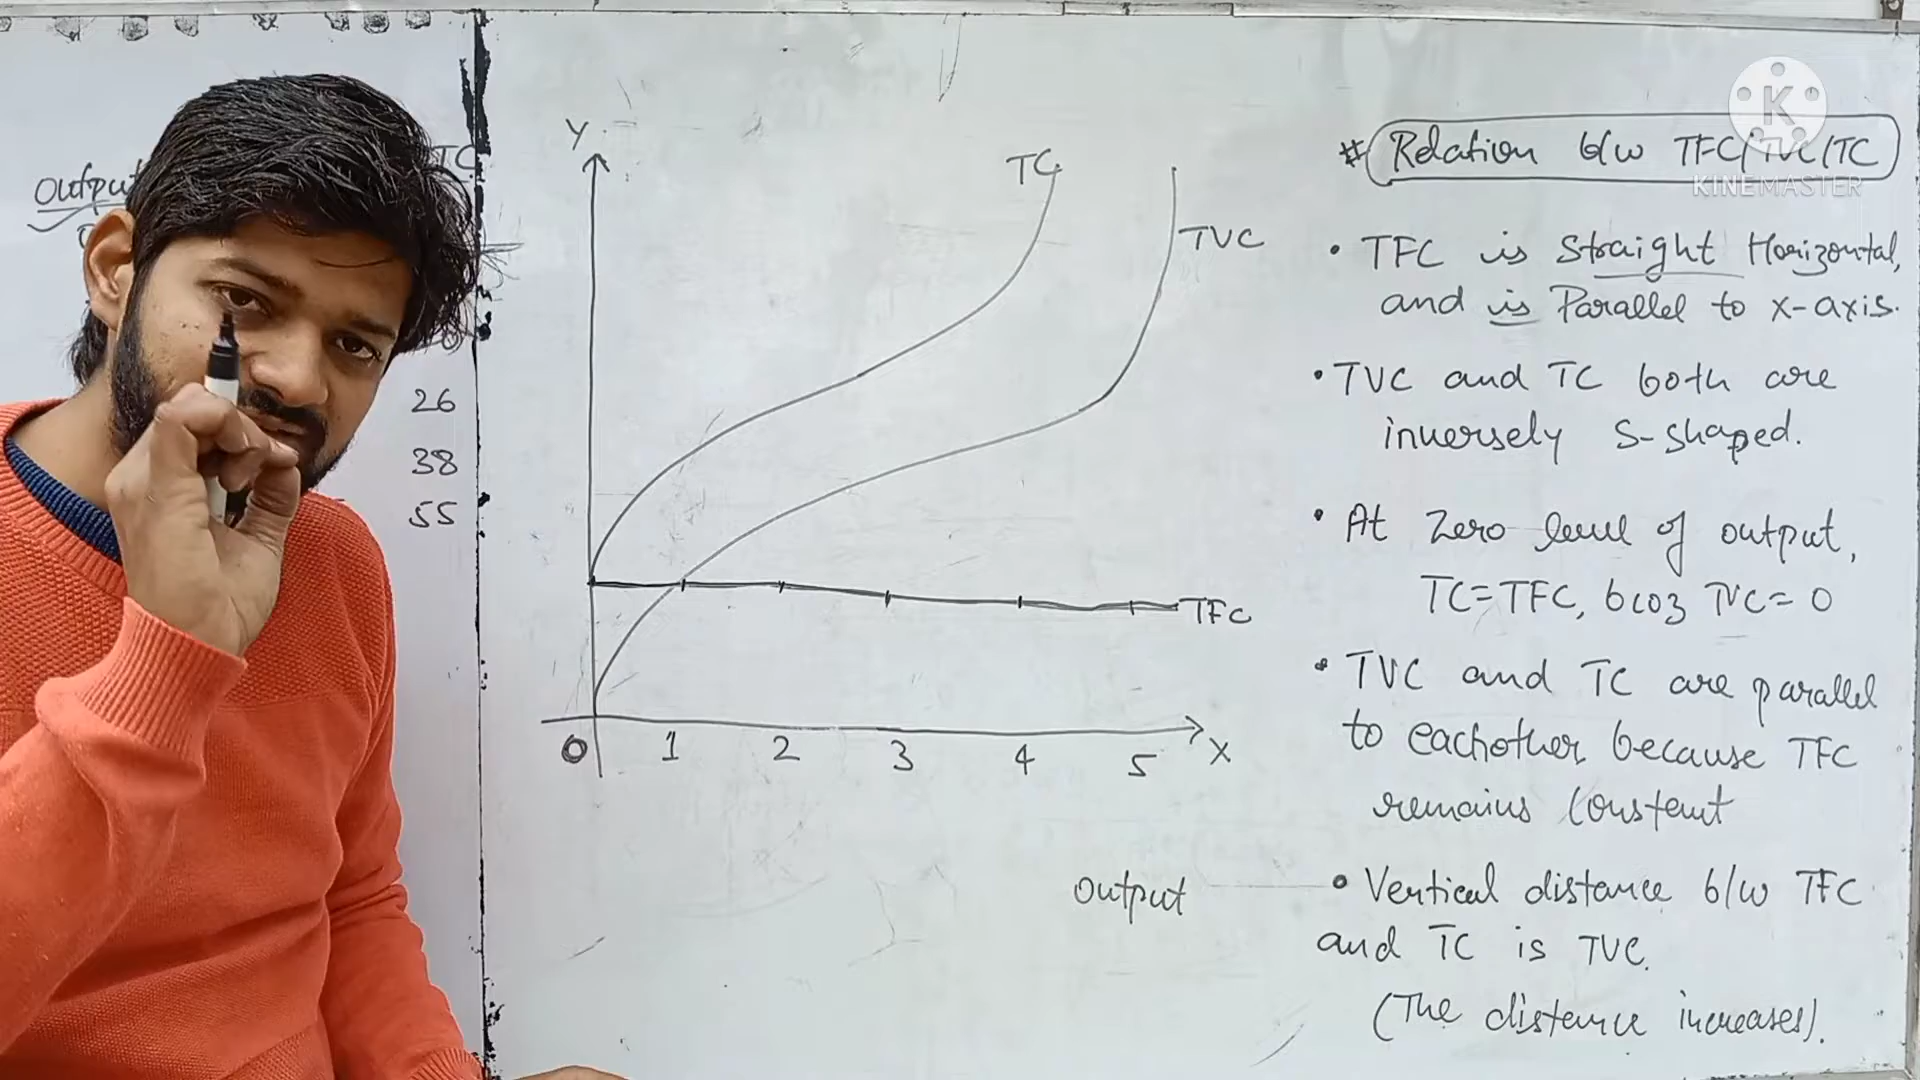 Output
TC
26
38
55
Y
TC
TVC
TFC
0 1 2 3 4 5 X
Output
# Relation b/w TFC/TVC/TC
K
KINEMASTER
• TFC is Straight Horizontal,
and is Parallel to x-axis.
• TVC and TC both are
inversely S-shaped.
• At Zero level of output,
TC=TFC, bcoz TVC=0
• TVC and TC are parallel
to eachother because TFC
remains Constant
• Vertical distance b/w TFC
and TC is TVC.
(The distance increases).